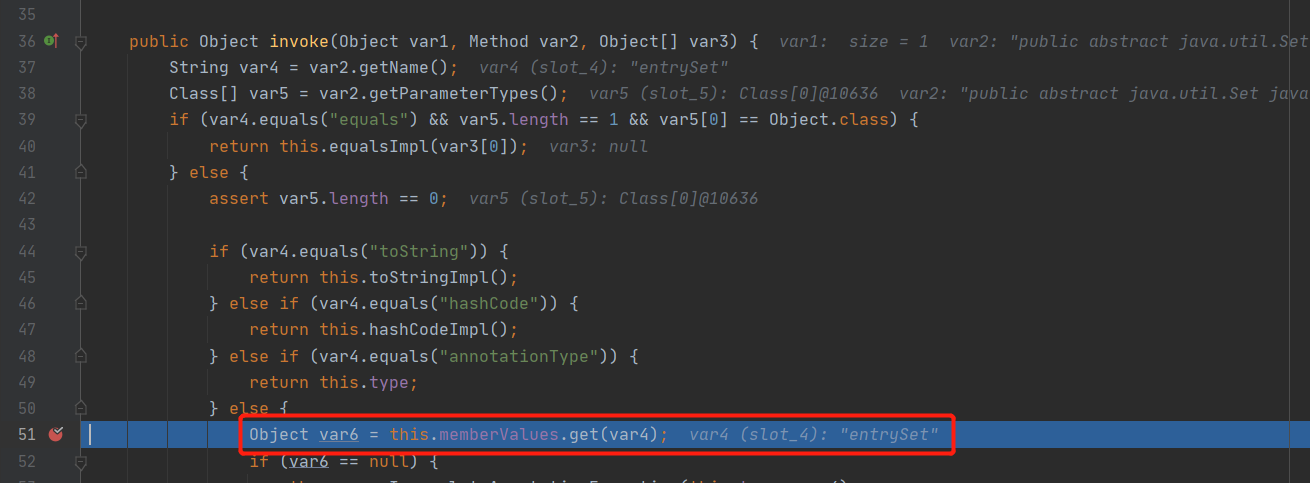 35
36 public Object invoke(Object var1, Method var2, Object[] var3) { var1: size = 1 var2: "public abstract java.util.Set
37 String var4 = var2.getName(); var4 (slot_4): "entrySet"
38 Class[] var5 = var2.getParameterTypes(); var5 (slot_5): Class[0]@10636 var2: "public abstract java.util.Set java
39 if (var4.equals("equals") && var5.length == 1 && var5[0] == Object.class) {
40 return this.equalsImpl(var3[0]); var3: null
41 } else {
42 assert var5.length == 0; var5 (slot_5): Class[0]@10636
43
44 if (var4.equals("toString")) {
45 return this.toStringImpl();
46 } else if (var4.equals("hashCode")) {
47 return this.hashCodeImpl();
48 } else if (var4.equals("annotationType")) {
49 return this.type;
50 } else {
51 Object var6 = this.memberValues.get(var4); var4 (slot_4): "entrySet"
52 if (var6 == null) {